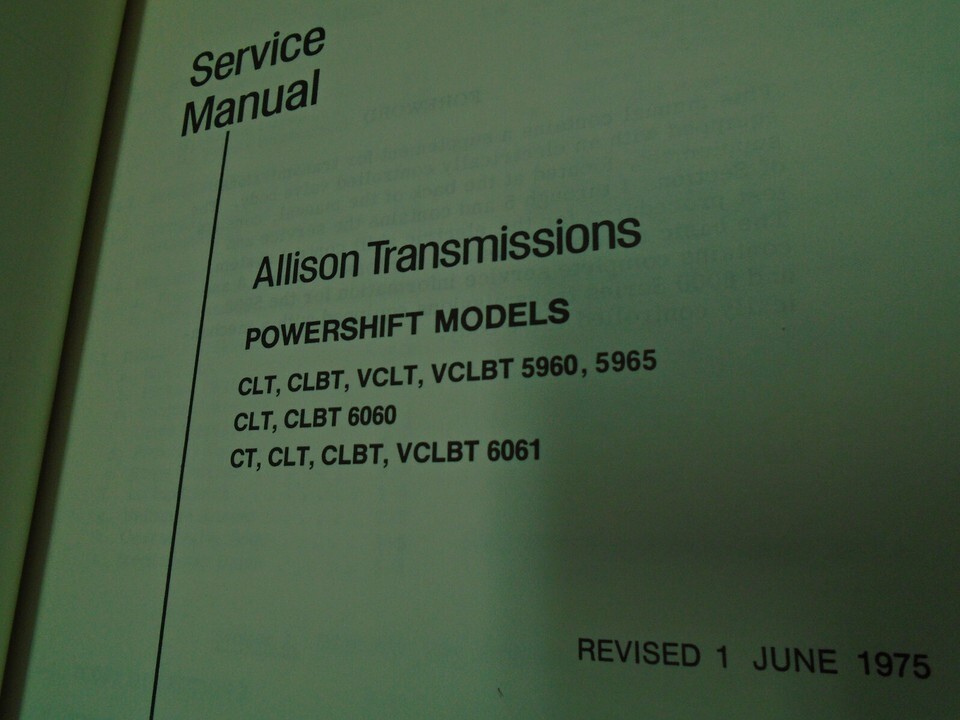 Service
Manual
Allison Transmissions
POWERSHIFT MODELS
CLT, CLBT, VCLT, VCLBT 5960, 5965
CLT, CLBT 6060
CT, CLT, CLBT, VCLBT 6061
REVISED 1 JUNE 1975